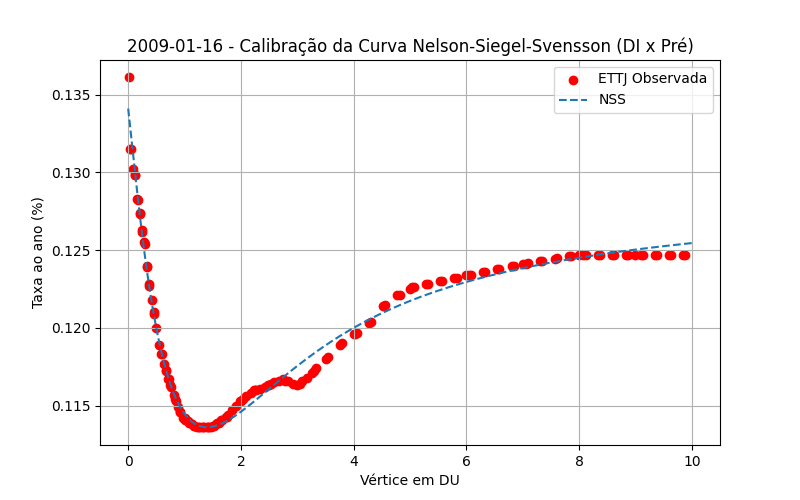 2009-01-16 - Calibração da Curva Nelson-Siegel-Svensson (DI x Pré)
ETTJ Observada
NSS
Taxa ao ano (%)
0.135
0.130
0.125
0.120
0.115
0 2 4 6 8 10
Vértice em DU